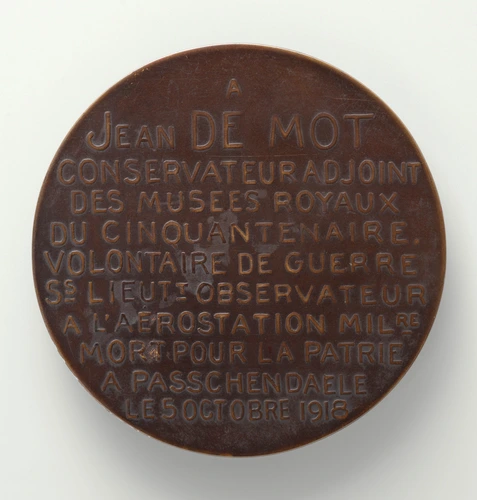 A
JEAN DE MOT
CONSERVATEUR ADJOINT
DES MUSEES ROYAUX
DU CINQUANTENAIRE.
VOLONTAIRE DE GUERRE
Ss LIEUT.T OBSERVATEUR
A L'AÉROSTATION MILRE
MORT POUR LA PATRIE
A PASSCHENDAELE
LE 5 OCTOBRE 1918